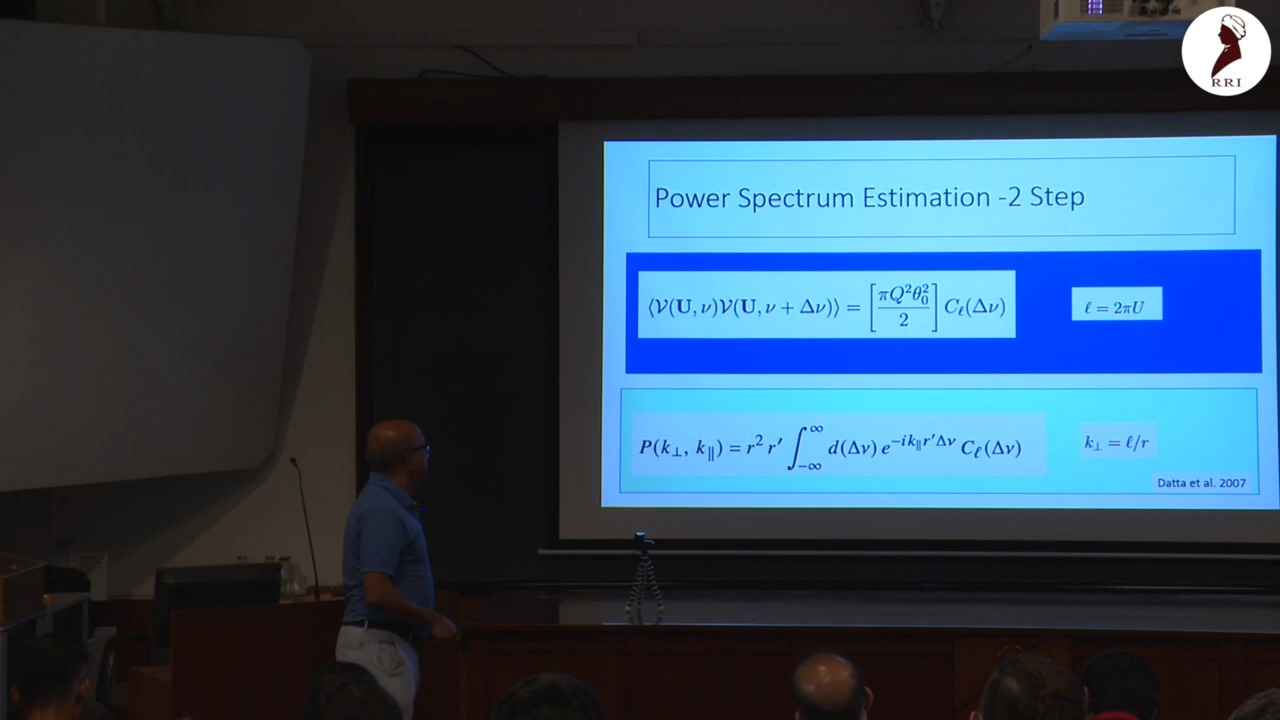 RRI
Power Spectrum Estimation -2 Step
⟨𝒱(U, ν)𝒱(U, ν + Δν)⟩ = [πQ²θ₀²/2] C_ℓ(Δν)
ℓ = 2πU
P(k_⊥, k_∥) = r² r′ ∫_{-∞}^{∞} d(Δν) e^{-ik_∥r′Δν} C_ℓ(Δν)
k_⊥ = ℓ/r
Datta et al. 2007